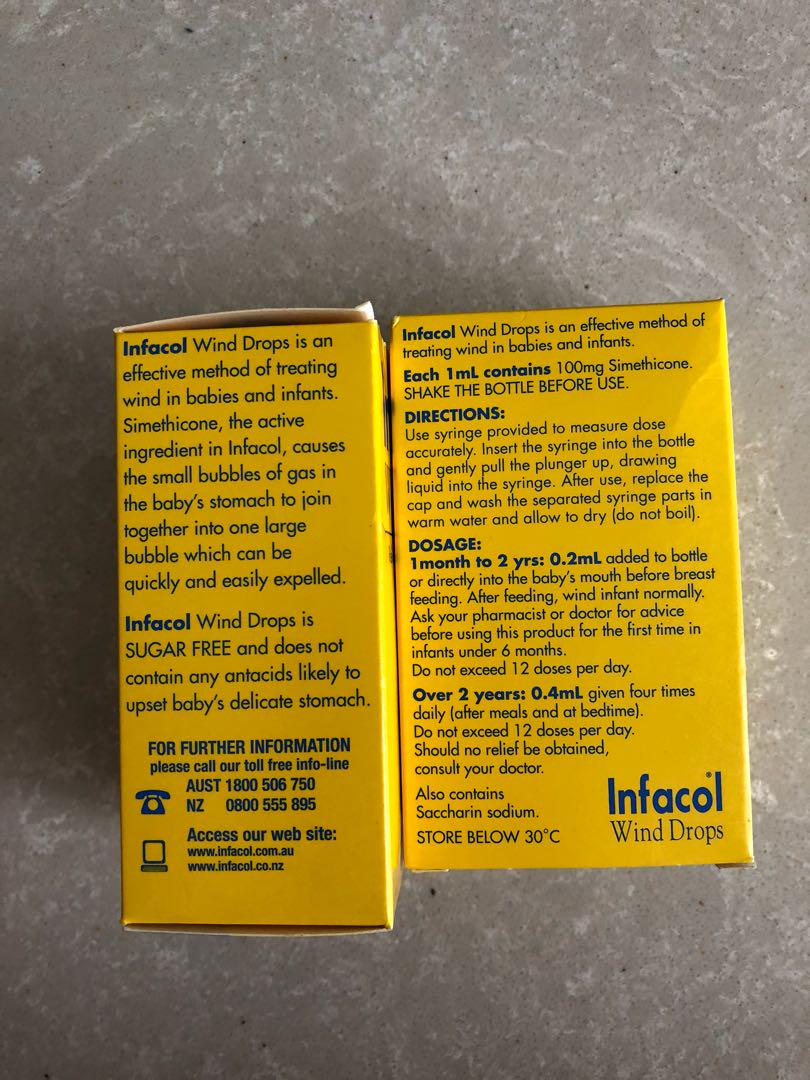 Infacol Wind Drops is an
effective method of treating
wind in babies and infants.
Simethicone, the active
ingredient in Infacol, causes
the small bubbles of gas in
the baby's stomach to join
together into one large
bubble which can be
quickly and easily expelled.
Infacol Wind Drops is
SUGAR FREE and does not
contain any antacids likely to
upset baby's delicate stomach.
FOR FURTHER INFORMATION
please call our toll free info-line
AUST 1800 506 750
NZ 0800 555 895
Access our web site:
www.infacol.com.au
www.infacol.co.nz
Infacol Wind Drops is an effective method of
treating wind in babies and infants.
Each 1mL contains 100mg Simethicone.
SHAKE THE BOTTLE BEFORE USE.
DIRECTIONS:
Use syringe provided to measure dose
accurately. Insert the syringe into the bottle
and gently pull the plunger up, drawing
liquid into the syringe. After use, replace the
cap and wash the separated syringe parts in
warm water and allow to dry (do not boil).
DOSAGE:
1month to 2 yrs: 0.2mL added to bottle
or directly into the baby's mouth before breast
feeding. After feeding, wind infant normally.
Ask your pharmacist or doctor for advice
before using this product for the first time in
infants under 6 months.
Do not exceed 12 doses per day.
Over 2 years: 0.4mL given four times
daily (after meals and at bedtime).
Do not exceed 12 doses per day.
Should no relief be obtained,
consult your doctor.
Also contains
Saccharin sodium.
STORE BELOW 30°C
Infacol®
Wind Drops